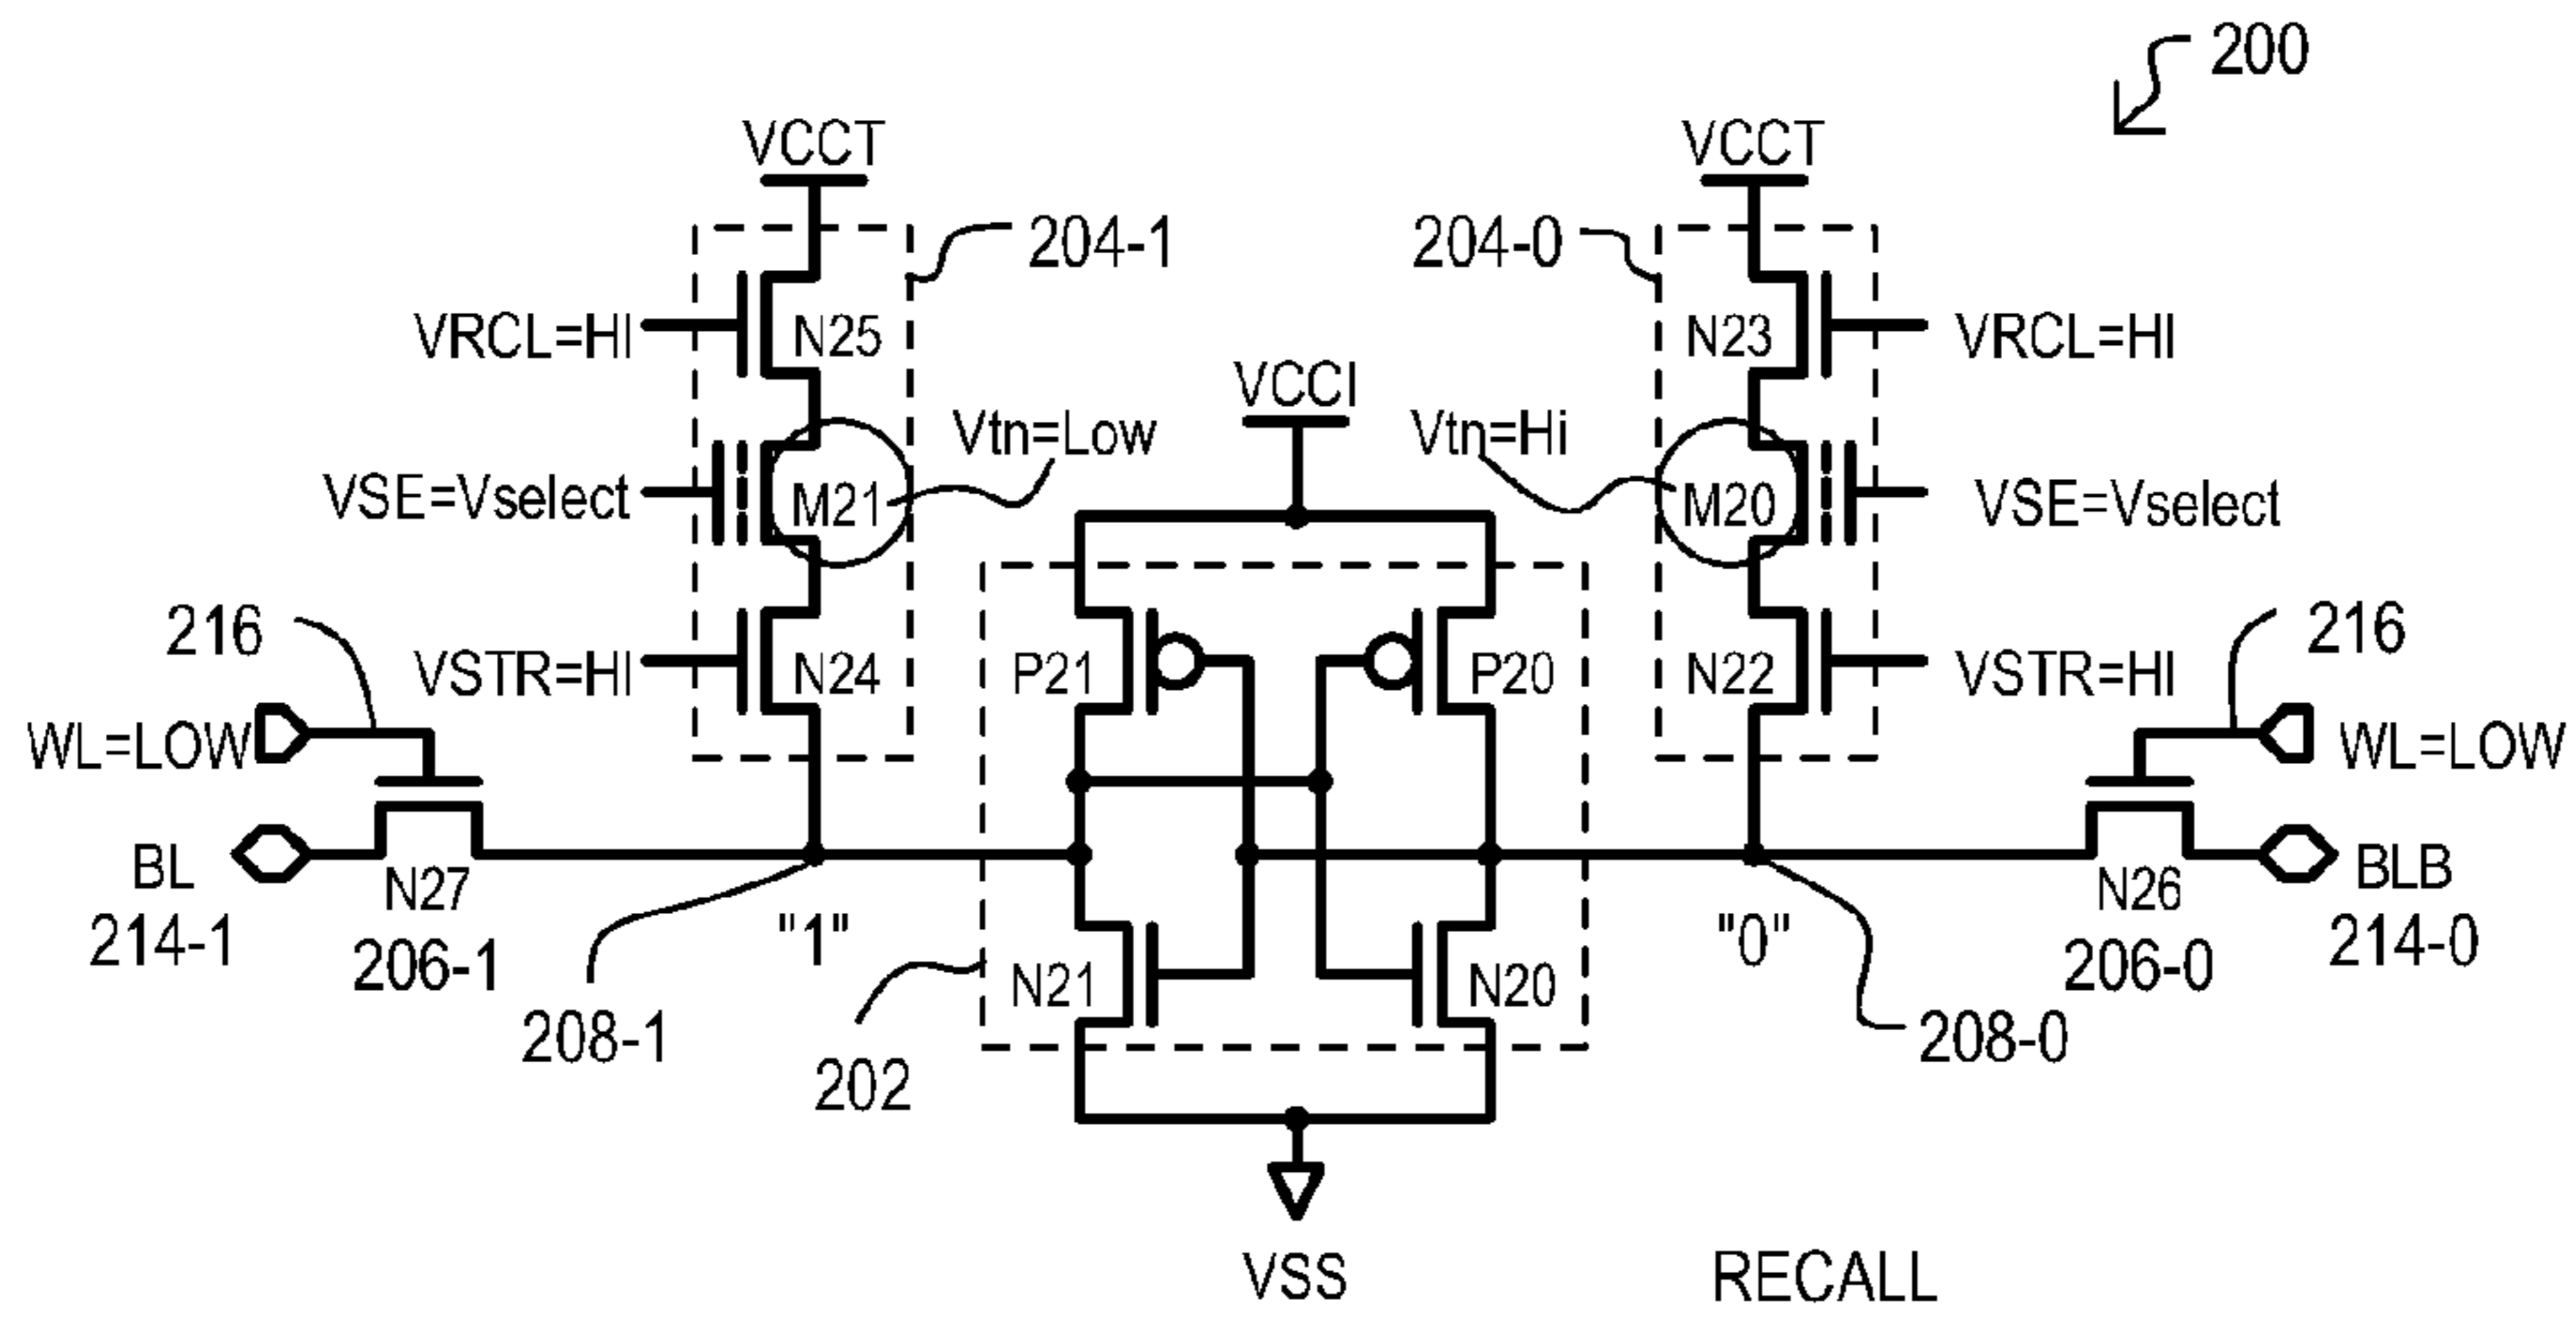 200
VCCT
VCCT
204-1
204-0
VRCL=HI
N25
N23
VRCL=HI
VCCI
Vtn=Low
Vtn=Hi
VSE=Vselect
M21
M20
VSE=Vselect
216
216
VSTR=HI
N24
P21
P20
N22
VSTR=HI
WL=LOW
WL=LOW
BL
N27
N26
BLB
214-1
206-1
"1"
"0"
206-0
214-0
N21
N20
208-1
208-0
202
VSS
RECALL